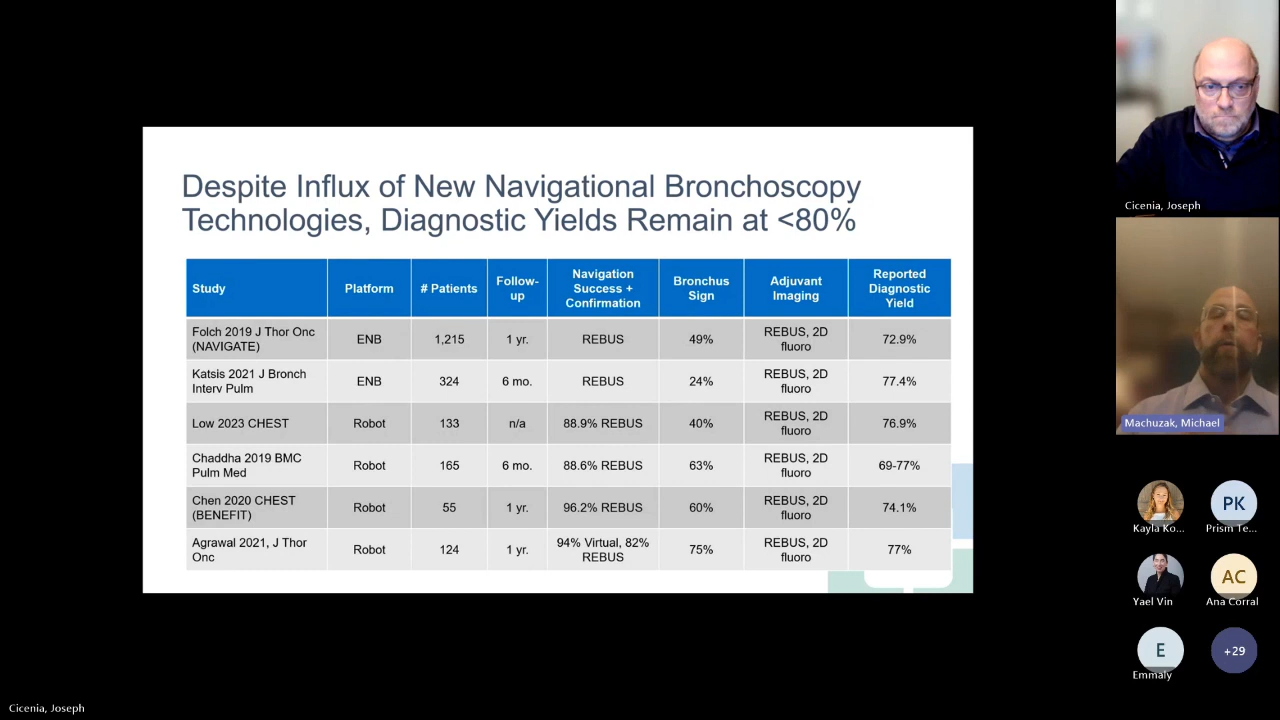 Despite Influx of New Navigational Bronchoscopy
Technologies, Diagnostic Yields Remain at <80%
Study
Platform
# Patients
Follow-
up
Navigation
Success +
Confirmation
Bronchus
Sign
Adjuvant
Imaging
Reported
Diagnostic
Yield
Folch 2019 J Thor Onc
(NAVIGATE)
ENB
1,215
1 yr.
REBUS
49%
REBUS, 2D
fluoro
72.9%
Katsis 2021 J Bronch
Interv Pulm
ENB
324
6 mo.
REBUS
24%
REBUS, 2D
fluoro
77.4%
Low 2023 CHEST
Robot
133
n/a
88.9% REBUS
40%
REBUS, 2D
fluoro
76.9%
Chaddha 2019 BMC
Pulm Med
Robot
165
6 mo.
88.6% REBUS
63%
REBUS, 2D
fluoro
69-77%
Chen 2020 CHEST
(BENEFIT)
Robot
55
1 yr.
96.2% REBUS
60%
REBUS, 2D
fluoro
74.1%
Agrawal 2021, J Thor
Onc
Robot
124
1 yr.
94% Virtual, 82%
REBUS
75%
REBUS, 2D
fluoro
77%
Cicenia, Joseph
Machuzak, Michael
Kayla Ko...
PK
Prism Te...
Yael Vin
AC
Ana Corral
E
Emmaly
+29
Cicenia, Joseph